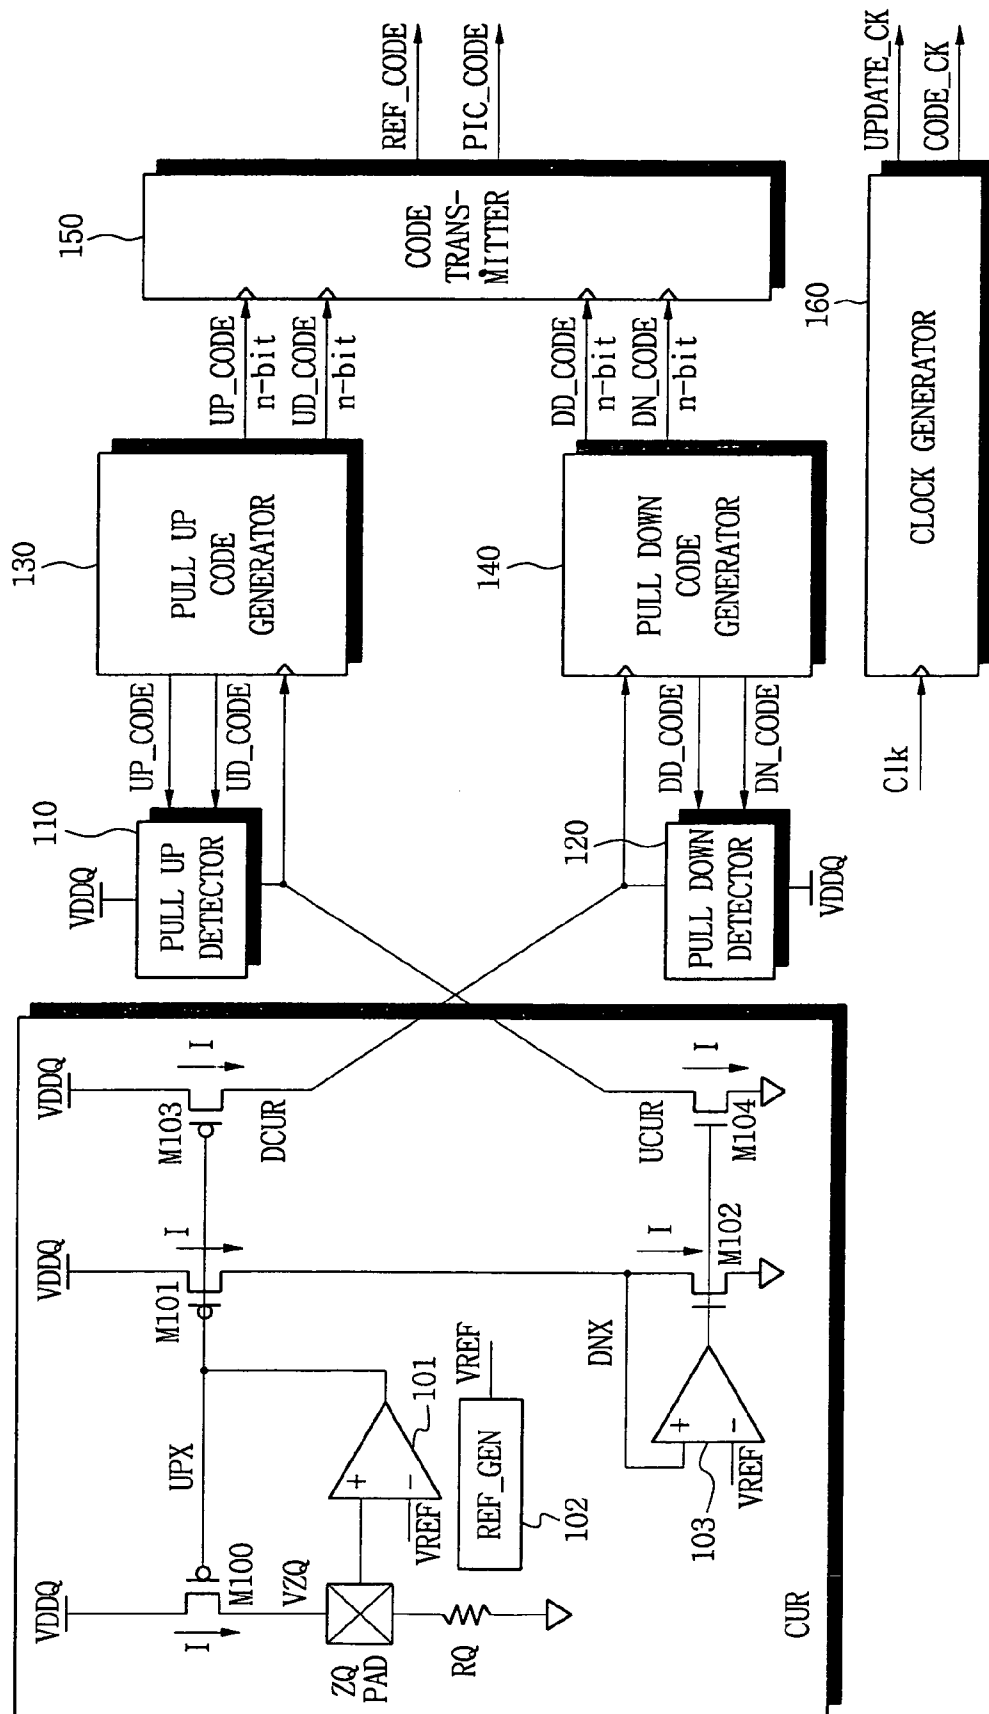 VDDQ
I
M100
VZQ
ZQ
PAD
RQ
UPX
+
-
VREF
101
REF_GEN
102
VREF
VDDQ
I
M101
DNX
+
-
VREF
103
I
M102
VDDQ
I
M103
DCUR
UCUR
I
M104
CUR
VDDQ
110
PULL UP
DETECTOR
120
PULL DOWN
DETECTOR
VDDQ
UP_CODE
UD_CODE
DD_CODE
DN_CODE
Clk
130
PULL UP
CODE
GENERATOR
140
PULL DOWN
CODE
GENERATOR
UP_CODE
n-bit
UD_CODE
n-bit
DD_CODE
n-bit
DN_CODE
n-bit
150
CODE
TRANS-
MITTER
160
CLOCK GENERATOR
REF_CODE
PIC_CODE
UPDATE_CK
CODE_CK